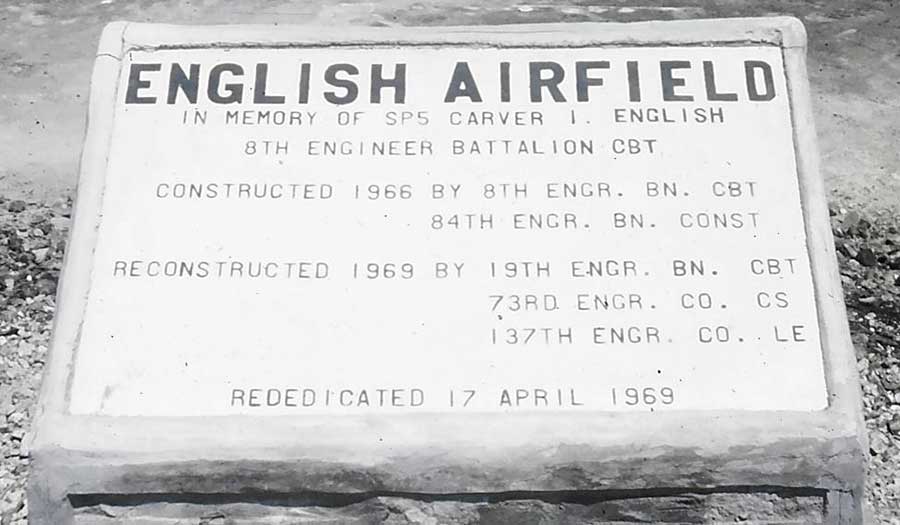 ENGLISH AIRFIELD
IN MEMORY OF SP5 CARVER I. ENGLISH
8TH ENGINEER BATTALION CBT
CONSTRUCTED 1966 BY 8TH ENGR. BN. CBT
84TH ENGR. BN. CONST
RECONSTRUCTED 1969 BY 19TH ENGR. BN. CBT
73RD ENGR. CO. CS
137TH ENGR. CO. LE
REDEDICATED 17 APRIL 1969